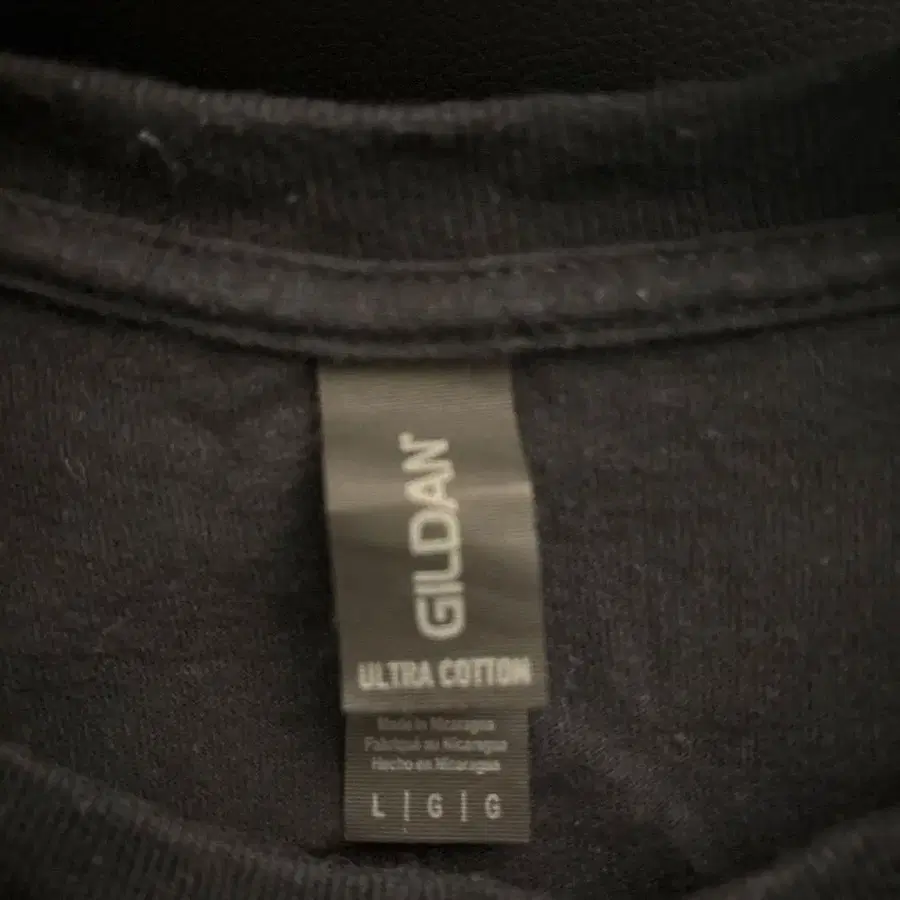 GILDAN
ULTRA COTTON
Made in Nicaragua
Fabriqué au Nicaragua
Hecho en Nicaragua
L | G | G